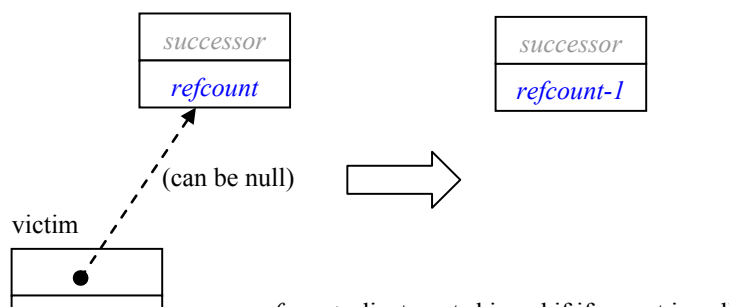 successor
refcount
successor
refcount-1
(can be null)
victim